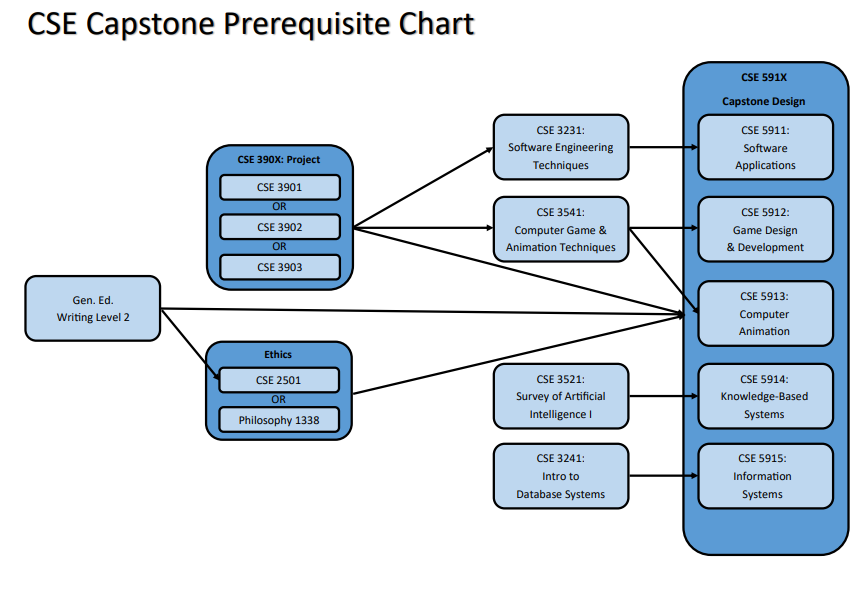 CSE Capstone Prerequisite Chart
Gen. Ed.
Writing Level 2
CSE 390X: Project
CSE 3901
OR
CSE 3902
OR
CSE 3903
Ethics
CSE 2501
OR
Philosophy 1338
CSE 3231:
Software Engineering
Techniques
CSE 3541:
Computer Game &
Animation Techniques
CSE 3521:
Survey of Artificial
Intelligence I
CSE 3241:
Intro to
Database Systems
CSE 591X
Capstone Design
CSE 5911:
Software
Applications
CSE 5912:
Game Design
& Development
CSE 5913:
Computer
Animation
CSE 5914:
Knowledge-Based
Systems
CSE 5915:
Information
Systems